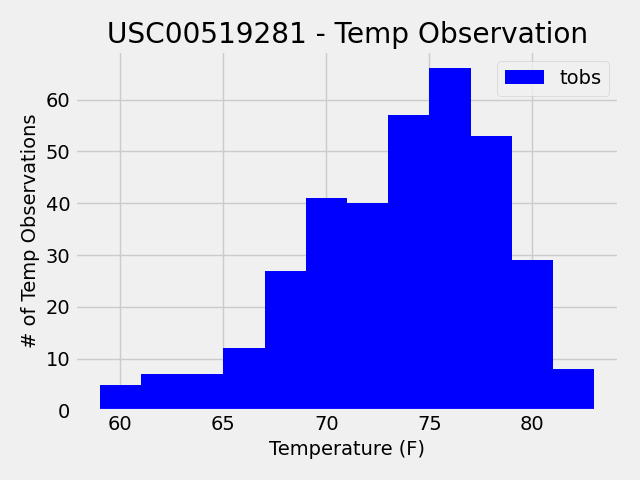 USC00519281 - Temp Observation
tobs
# of Temp Observations
60
50
40
30
20
10
0
60 65 70 75 80
Temperature (F)